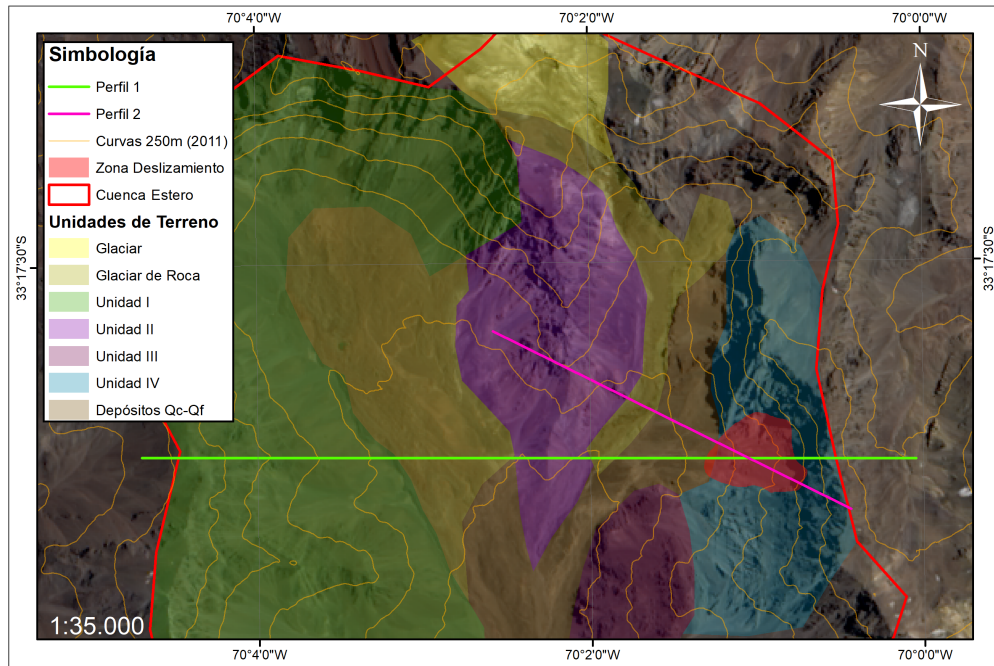 70°4'0"W 70°2'0"W 70°0'0"W
Simbología
Perfil 1
Perfil 2
Curvas 250m (2011)
Zona Deslizamiento
Cuenca Estero
Unidades de Terreno
Glaciar
Glaciar de Roca
Unidad I
Unidad II
Unidad III
Unidad IV
Depósitos Qc-Qf
N
33°17'30"S
33°17'30"S
1:35.000
70°4'0"W 70°2'0"W 70°0'0"W